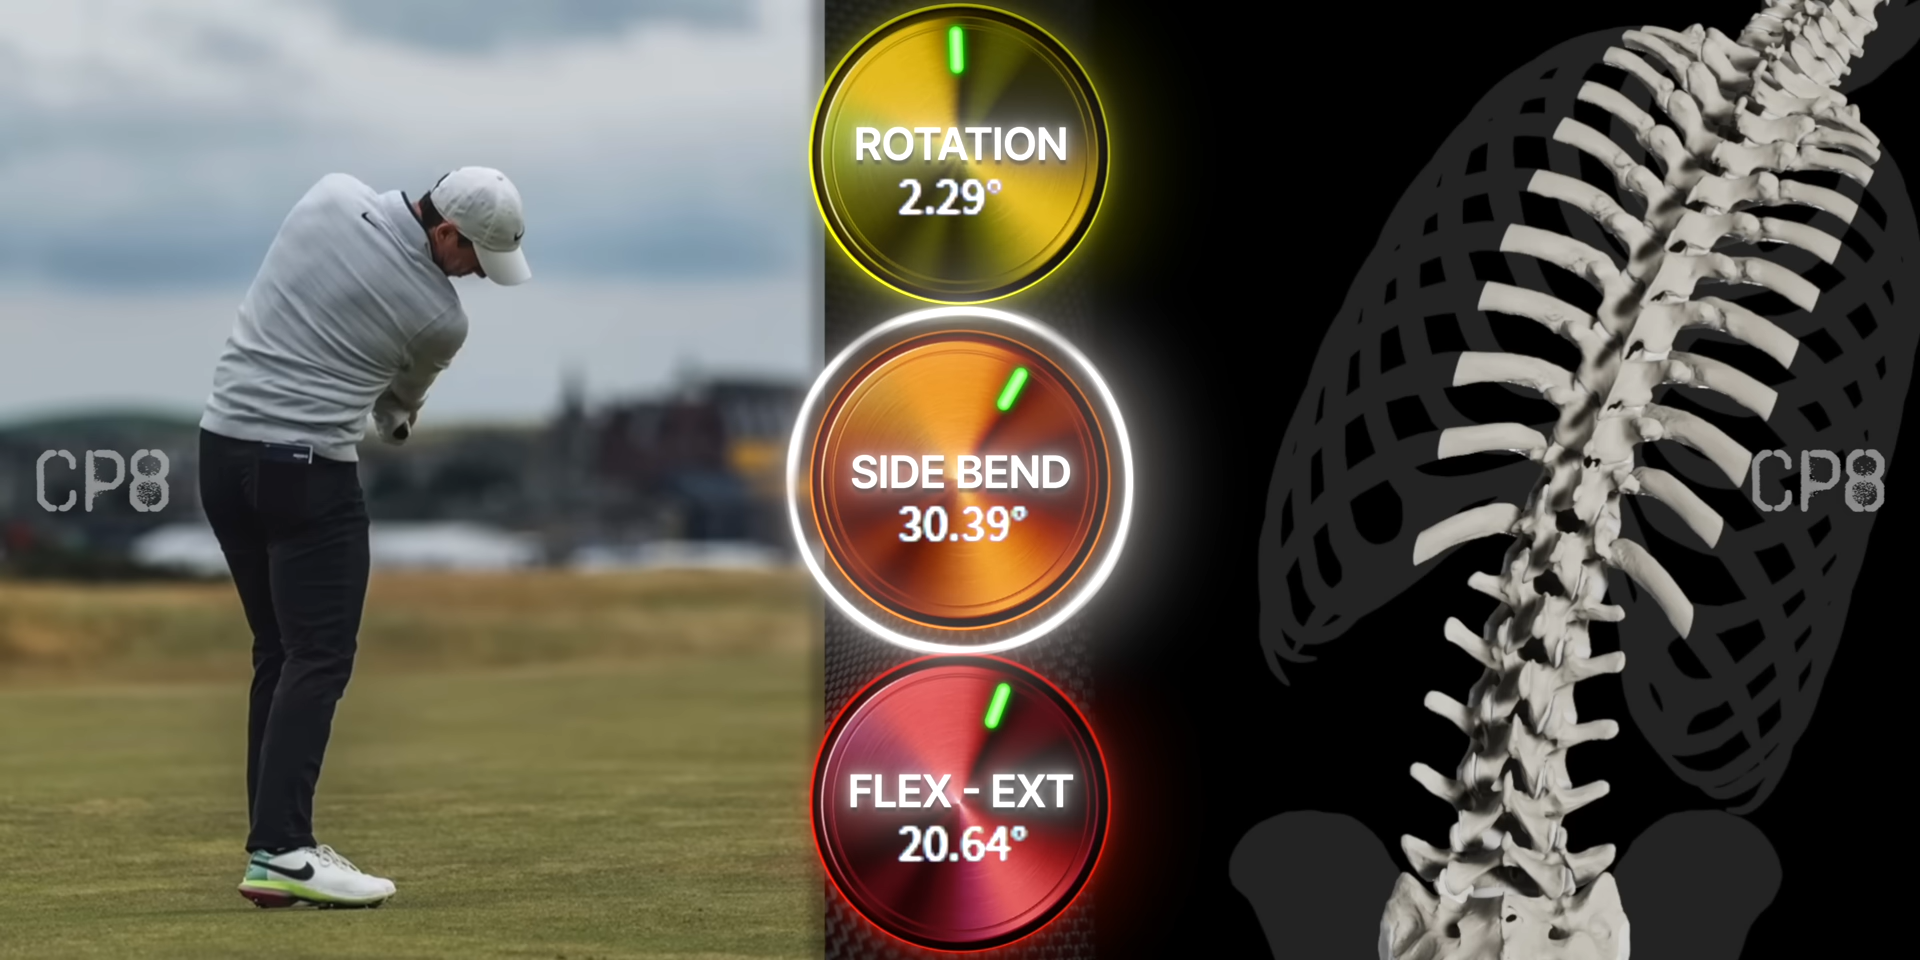 CP8
ROTATION
2.29°
SIDE BEND
30.39°
FLEX - EXT
20.64°
CP8